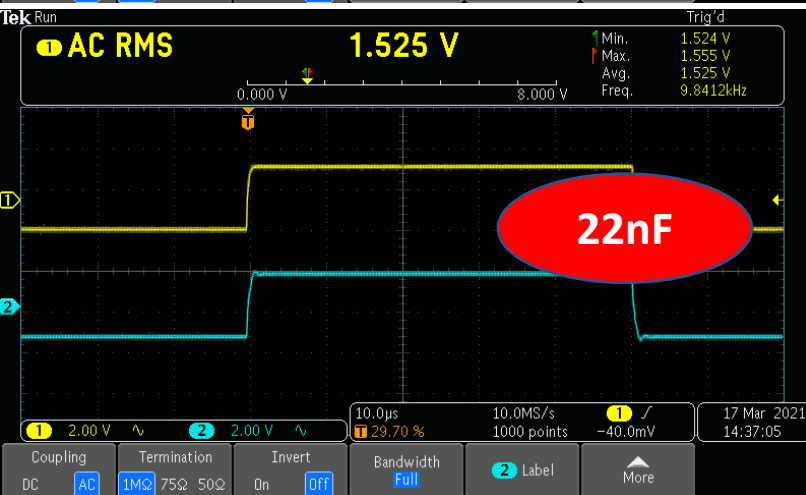 Tek Run Trig'd
1 AC RMS 1.525 V
Min. 1.524 V
Max. 1.555 V
Avg. 1.525 V
Freq. 9.8412kHz
0.000 V 8.000 V
T
1
22nF
2
1 2.00 V 2 2.00 V
10.0µs 10.0MS/s 1
T 29.70 % 1000 points -40.0mV
17 Mar 2021
14:37:05
Coupling
DC AC
Termination
1MΩ 75Ω 50Ω
Invert
On Off
Bandwidth
Full
2 Label
More